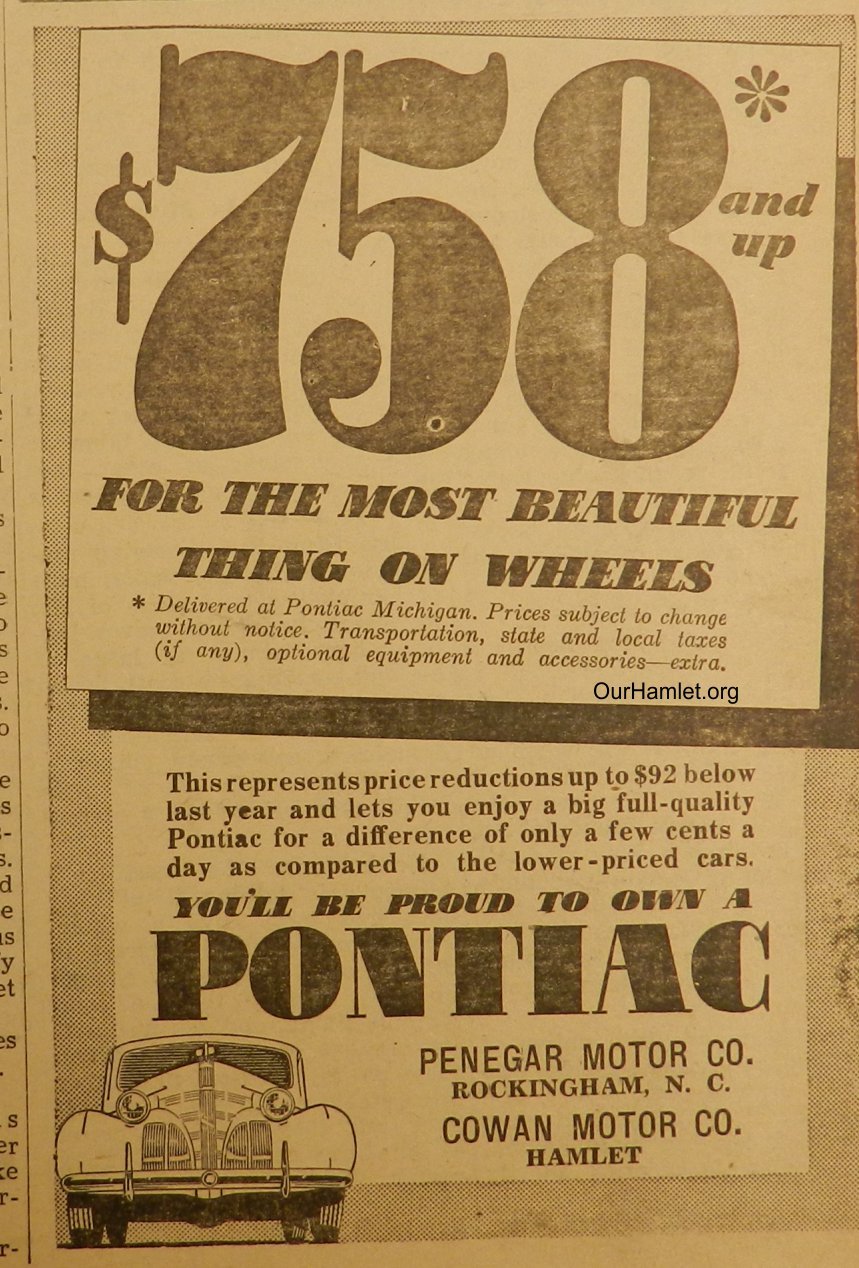 $758*
and
up
FOR THE MOST BEAUTIFUL
THING ON WHEELS
* Delivered at Pontiac Michigan. Prices subject to change
without notice. Transportation, state and local taxes
(if any), optional equipment and accessories—extra.
OurHamlet.org
This represents price reductions up to $92 below
last year and lets you enjoy a big full-quality
Pontiac for a difference of only a few cents a
day as compared to the lower-priced cars.
YOU'LL BE PROUD TO OWN A
PONTIAC
PENEGAR MOTOR CO.
ROCKINGHAM, N. C.
COWAN MOTOR CO.
HAMLET